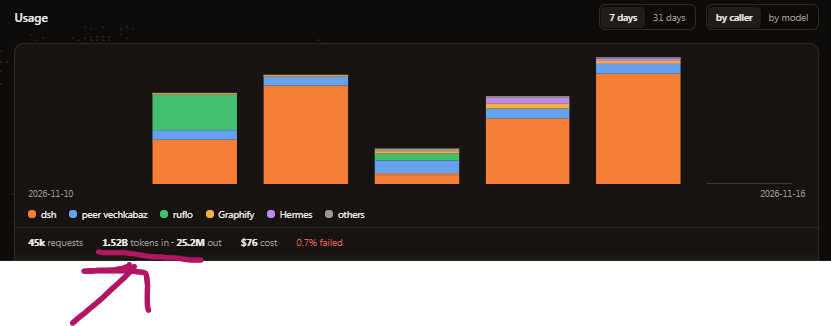 Usage
7 days 31 days by caller by model
2026-11-10 2026-11-16
dsh peer vechkabaz ruflo Graphify Hermes others
45k requests 1.52B tokens in · 25.2M out $76 cost 0.7% failed